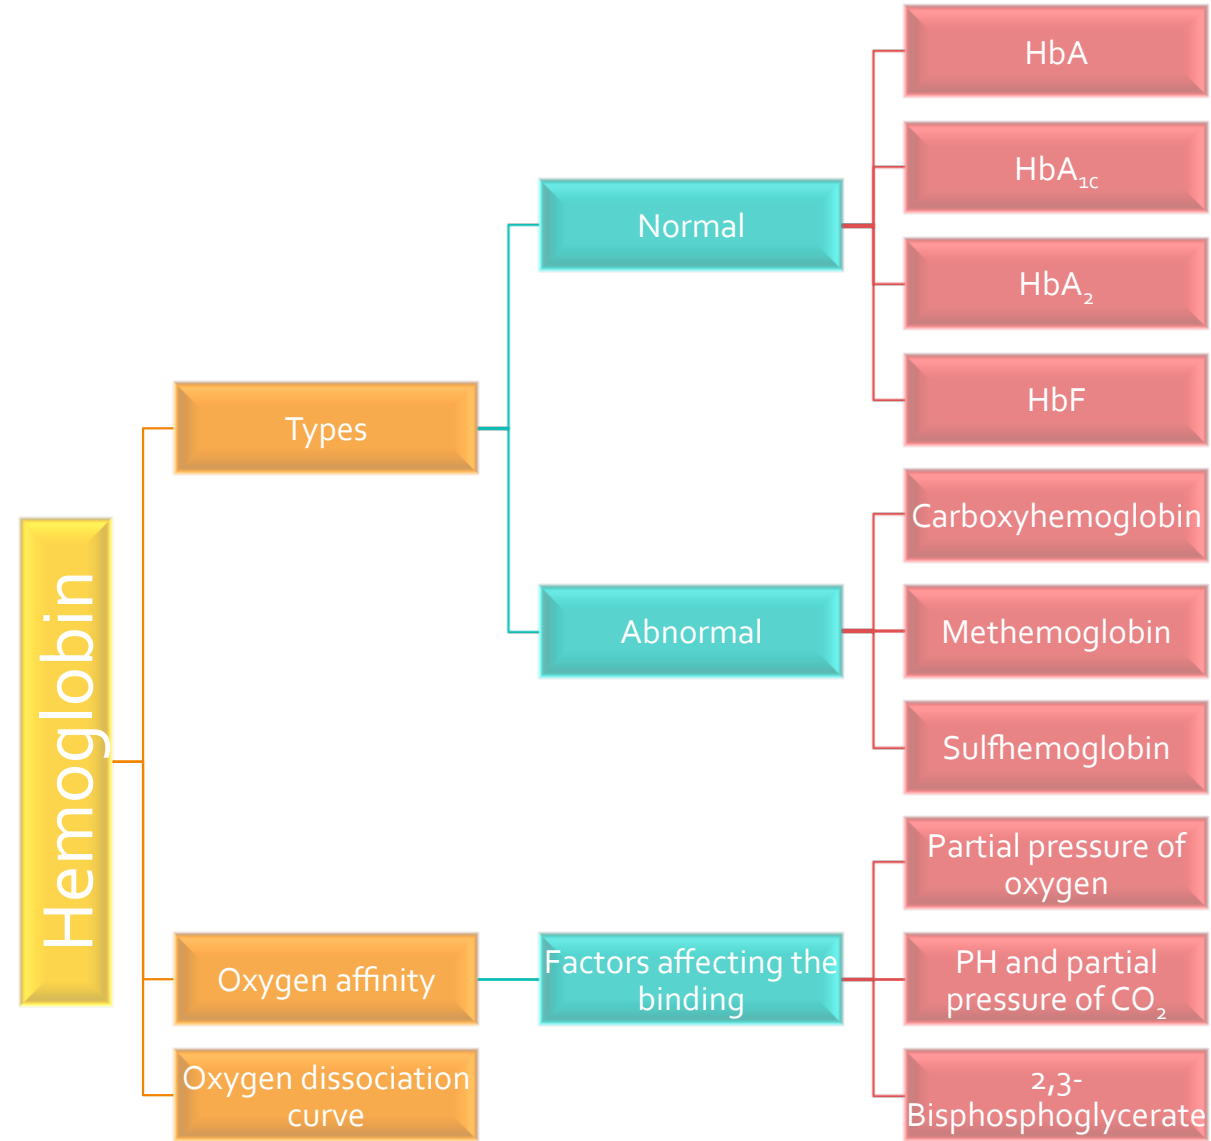 Hemoglobin
Types
Normal
HbA
HbA₁c
HbA₂
HbF
Abnormal
Carboxyhemoglobin
Methemoglobin
Sulfhemoglobin
Oxygen affinity
Factors affecting the
binding
Partial pressure of
oxygen
PH and partial
pressure of CO₂
2,3-
Bisphosphoglycerate
Oxygen dissociation
curve